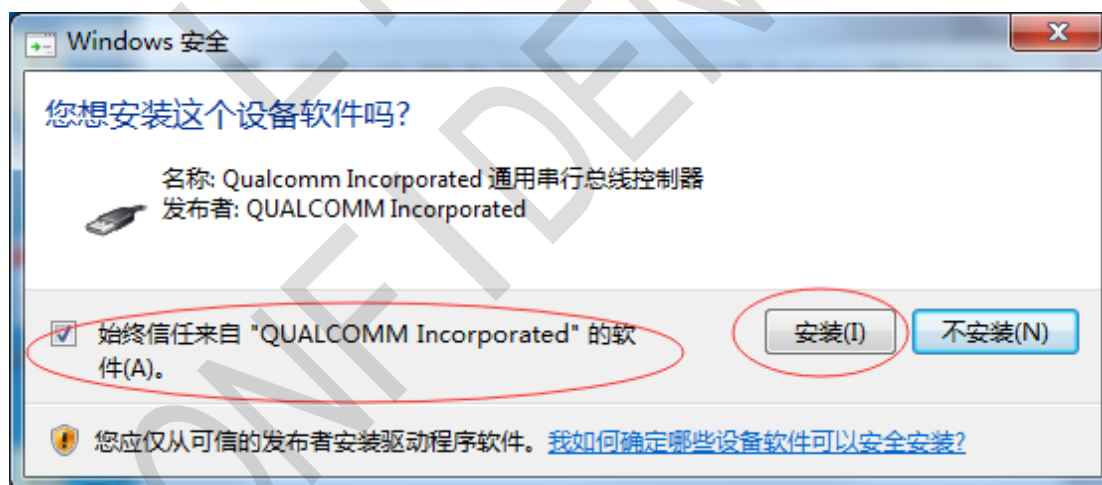 Windows 安全
您想安装这个设备软件吗?
名称: Qualcomm Incorporated 通用串行总线控制器
发布者: QUALCOMM Incorporated
始终信任来自 "QUALCOMM Incorporated" 的软
件(A)。
安装(I)
不安装(N)
您应仅从可信的发布者安装驱动程序软件。我如何确定哪些设备软件可以安全安装?